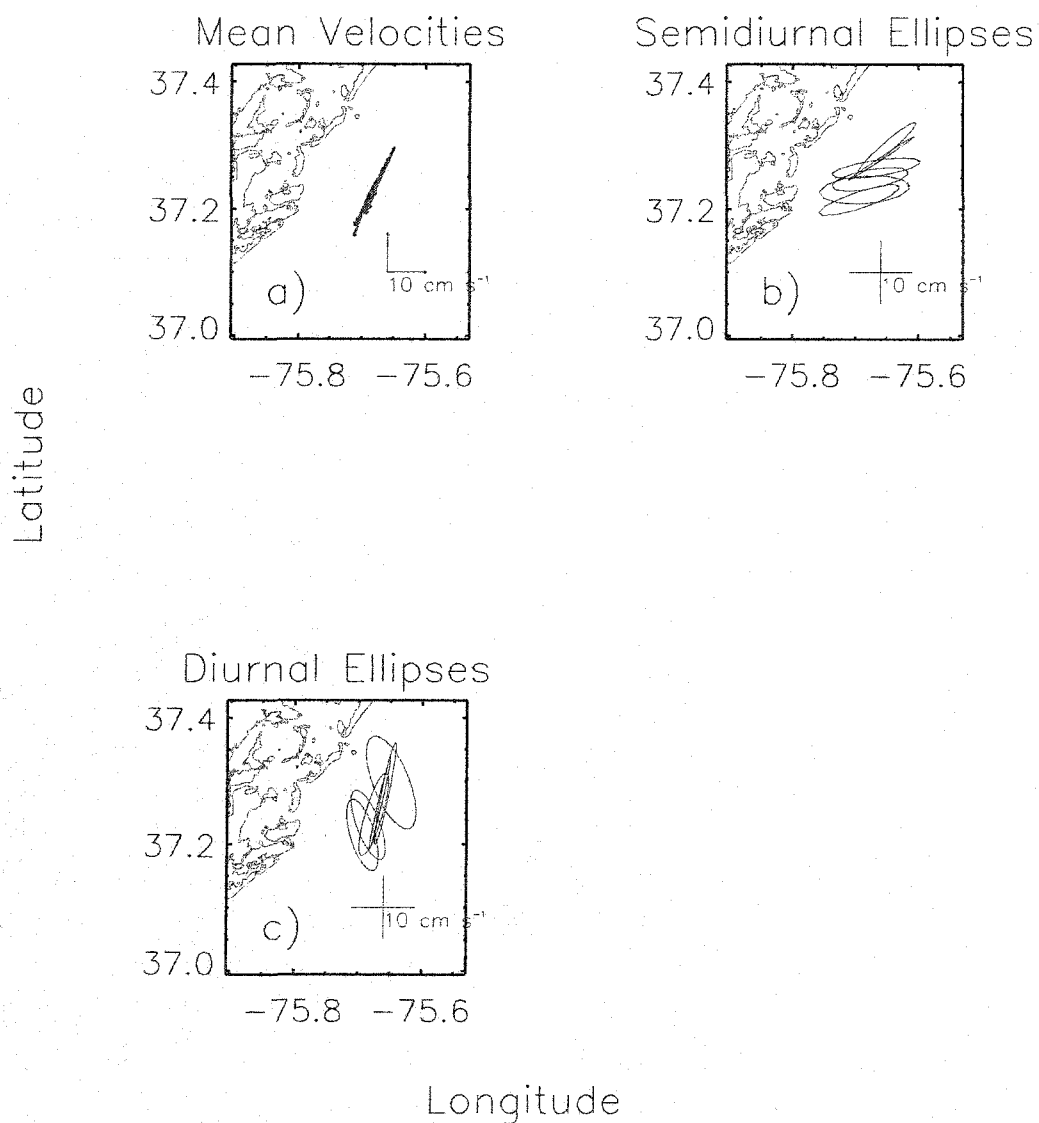 Mean Velocities
37.4
37.2
37.0
a)
10 cm s⁻¹
−75.8 −75.6
Semidiurnal Ellipses
37.4
37.2
37.0
b)
10 cm s⁻¹
−75.8 −75.6
Latitude
Diurnal Ellipses
37.4
37.2
37.0
c)
10 cm s⁻¹
−75.8 −75.6
Longitude